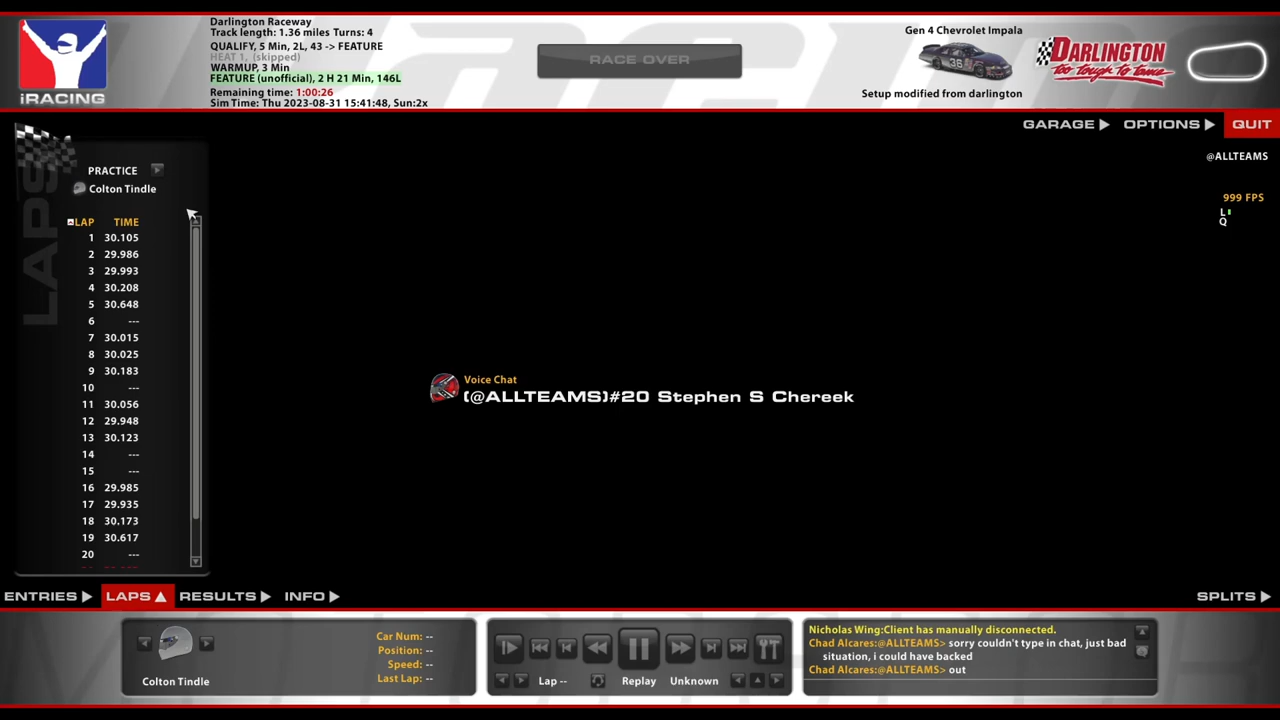 iRACING
Darlington Raceway
Track length: 1.36 miles Turns: 4
QUALIFY, 5 Min, 2L, 43 -> FEATURE
HEAT 1, (skipped)
WARMUP, 3 Min
FEATURE (unofficial), 2 H 21 Min, 146L
Remaining time: 1:00:26
Sim Time: Thu 2023-08-31 15:41:48, Sun:2x
RACE OVER
Gen 4 Chevrolet Impala
36
Setup modified from darlington
DARLINGTON
too tough to tame
GARAGE
OPTIONS
QUIT
@ALLTEAMS
999 FPS
L
Q
LAPS
PRACTICE
Colton Tindle
LAP TIME
1 30.105
2 29.986
3 29.993
4 30.208
5 30.648
6 ---
7 30.015
8 30.025
9 30.183
10 ---
11 30.056
12 29.948
13 30.123
14 ---
15 ---
16 29.985
17 29.935
18 30.173
19 30.617
20 ---
Voice Chat
(@ALLTEAMS)#20 Stephen S Chereek
ENTRIES
LAPS
RESULTS
INFO
SPLITS
Colton Tindle
Car Num: --
Position: --
Speed: --
Last Lap: --
Lap --
Replay
Unknown
Nicholas Wing:Client has manually disconnected.
Chad Alcares:@ALLTEAMS> sorry couldn't type in chat, just bad
situation, i could have backed
Chad Alcares:@ALLTEAMS> out